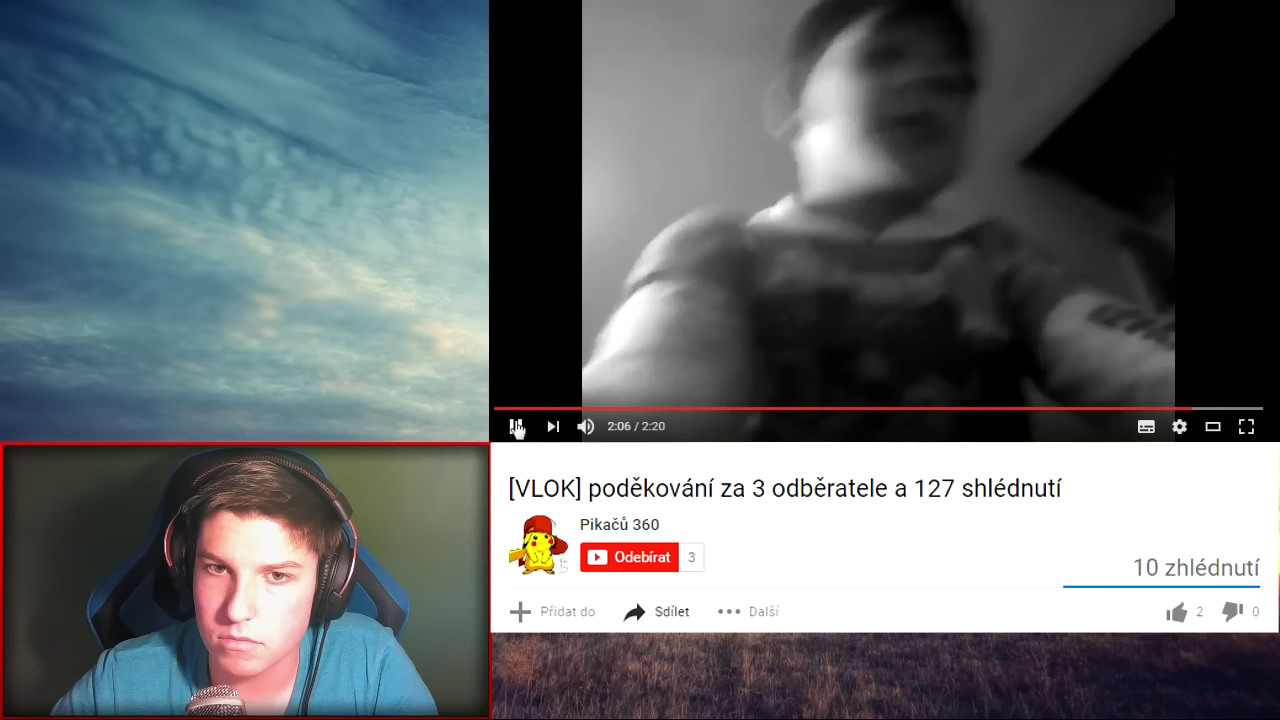 2:06 / 2:20
[VLOK] poděkování za 3 odběratele a 127 shlédnutí
Pikačů 360
Odebírat 3
10 zhlédnutí
Přidat do Sdílet Další 2 0